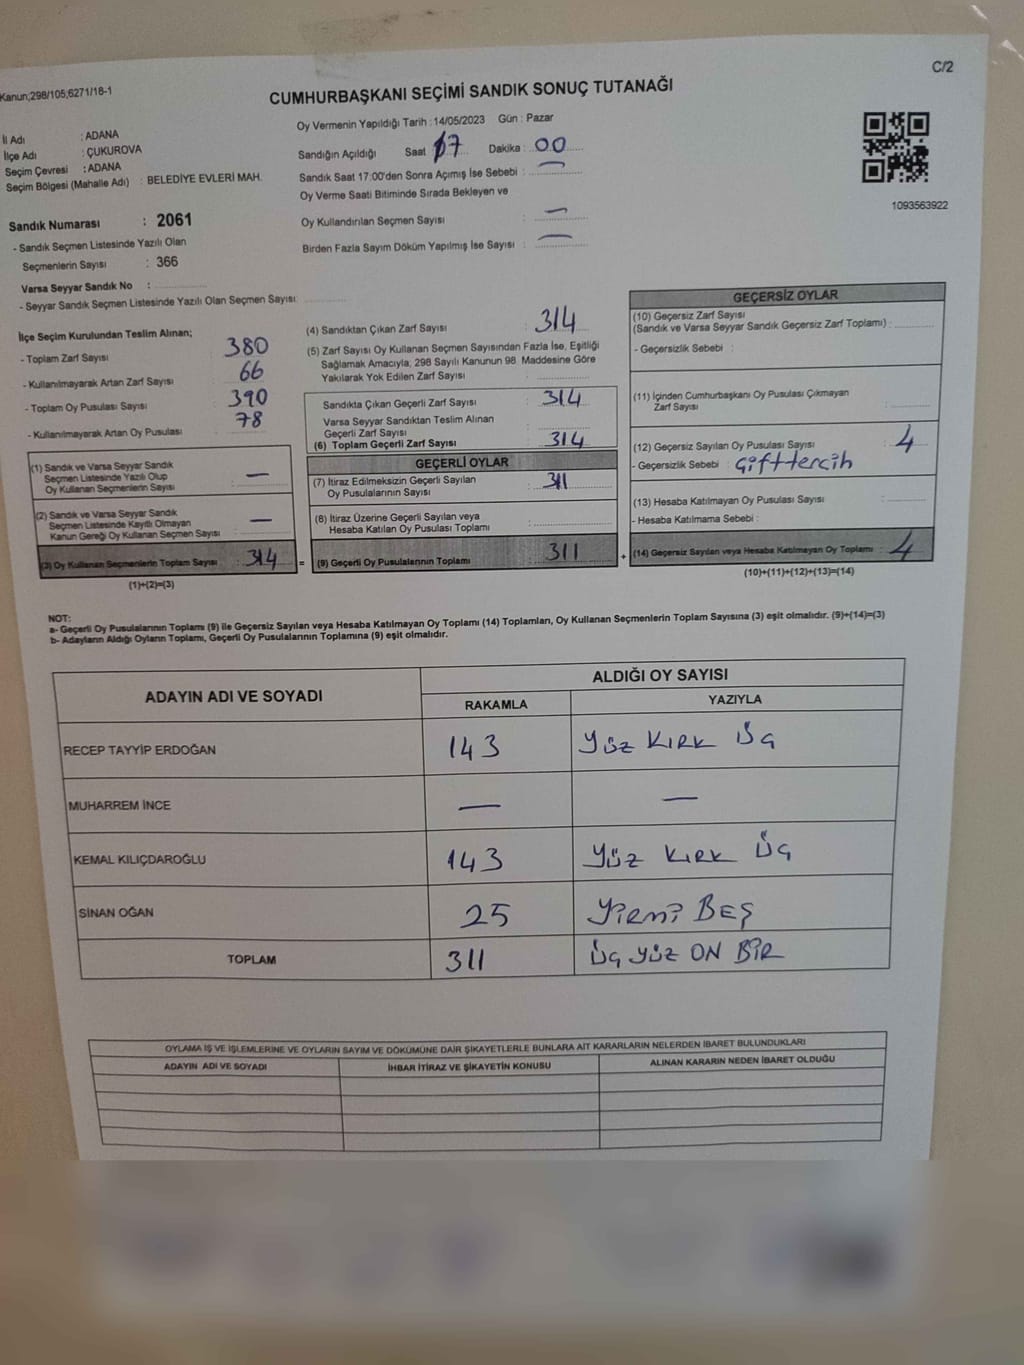 Kanun;298/105;6271/18-1
C/2
CUMHURBAŞKANI SEÇİMİ SANDIK SONUÇ TUTANAĞI
İl Adı : ADANA
İlçe Adı : ÇUKUROVA
Seçim Çevresi : ADANA
Seçim Bölgesi (Mahalle Adı) : BELEDİYE EVLERİ MAH.
Sandık Numarası : 2061
- Sandık Seçmen Listesinde Yazılı Olan
Seçmenlerin Sayısı : 366
Varsa Seyyar Sandık No :
- Seyyar Sandık Seçmen Listesinde Yazılı Olan Seçmen Sayısı:
Oy Vermenin Yapıldığı Tarih : 14/05/2023 Gün : Pazar
Sandığın Açıldığı Saat 17 Dakika : 00
Sandık Saat 17:00'den Sonra Açımış İse Sebebi : —
Oy Verme Saati Bitiminde Sırada Bekleyen ve
Oy Kullandırılan Seçmen Sayısı : —
Birden Fazla Sayım Döküm Yapılmış İse Sayısı : —
1093563922
İlçe Seçim Kurulundan Teslim Alınan;
- Toplam Zarf Sayısı : 380
- Kullanılmayarak Artan Zarf Sayısı : 66
- Toplam Oy Pusulası Sayısı : 390
- Kullanılmayarak Artan Oy Pusulası : 78
(1) Sandık ve Varsa Seyyar Sandık
Seçmen Listesinde Yazılı Olup
Oy Kullanan Seçmenlerin Sayısı : —
(2) Sandık ve Varsa Seyyar Sandık
Seçmen Listesinde Kayıtlı Olmayan
Kanun Gereği Oy Kullanan Seçmen Sayısı : —
(3) Oy Kullanan Seçmenlerin Toplam Sayısı : 314
(1)+(2)=(3)
(4) Sandıktan Çıkan Zarf Sayısı : 314
(5) Zarf Sayısı Oy Kullanan Seçmen Sayısından Fazla İse, Eşitliği
Sağlamak Amacıyla; 298 Sayılı Kanunun 98. Maddesine Göre
Yakılarak Yok Edilen Zarf Sayısı :
Sandıkta Çıkan Geçerli Zarf Sayısı : 314
Varsa Seyyar Sandıktan Teslim Alınan
Geçerli Zarf Sayısı :
(6) Toplam Geçerli Zarf Sayısı : 314
GEÇERLİ OYLAR
(7) İtiraz Edilmeksizin Geçerli Sayılan
Oy Pusulalarının Sayısı : 311
(8) İtiraz Üzerine Geçerli Sayılan veya
Hesaba Katılan Oy Pusulası Toplamı :
= (9) Geçerli Oy Pusulalarının Toplamı : 311
GEÇERSİZ OYLAR
(10) Geçersiz Zarf Sayısı
(Sandık ve Varsa Seyyar Sandık Geçersiz Zarf Toplamı) :
- Geçersizlik Sebebi :
(11) İçinden Cumhurbaşkanı Oy Pusulası Çıkmayan
Zarf Sayısı :
(12) Geçersiz Sayılan Oy Pusulası Sayısı : 4
- Geçersizlik Sebebi : Çift tercih
(13) Hesaba Katılmayan Oy Pusulası Sayısı :
- Hesaba Katılmama Sebebi :
+ (14) Geçersiz Sayılan veya Hesaba Katılmayan Oy Toplamı : 4
(10)+(11)+(12)+(13)=(14)
NOT:
a- Geçerli Oy Pusulalarının Toplamı (9) ile Geçersiz Sayılan veya Hesaba Katılmayan Oy Toplamı (14) Toplamları, Oy Kullanan Seçmenlerin Toplam Sayısına (3) eşit olmalıdır. (9)+(14)=(3)
b- Adayların Aldığı Oyların Toplamı, Geçerli Oy Pusulalarının Toplamına (9) eşit olmalıdır.
ADAYIN ADI VE SOYADI ALDIĞI OY SAYISI
RAKAMLA YAZIYLA
RECEP TAYYİP ERDOĞAN 143 Yüz KIRK ÜÇ
MUHARREM İNCE — —
KEMAL KILIÇDAROĞLU 143 Yüz KIRK ÜÇ
SİNAN OĞAN 25 YİRMİ BEŞ
TOPLAM 311 Üç yüz ON BİR
OYLAMA İŞ VE İŞLEMLERİNE VE OYLARIN SAYIM VE DÖKÜMÜNE DAİR ŞİKAYETLERLE BUNLARA AİT KARARLARIN NELERDEN İBARET BULUNDUKLARI
ADAYIN ADI VE SOYADI İHBAR İTİRAZ VE ŞİKAYETİN KONUSU ALINAN KARARIN NEDEN İBARET OLDUĞU